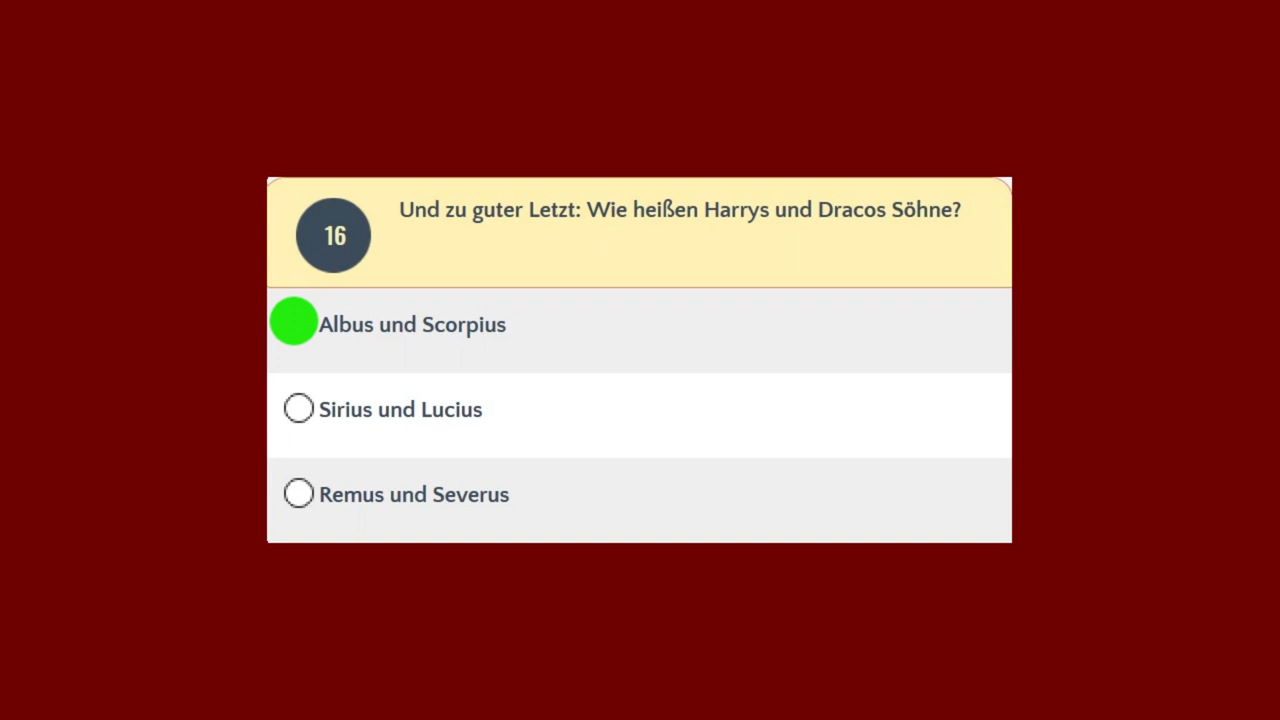 16
Und zu guter Letzt: Wie heißen Harrys und Dracos Söhne?
Albus und Scorpius
Sirius und Lucius
Remus und Severus